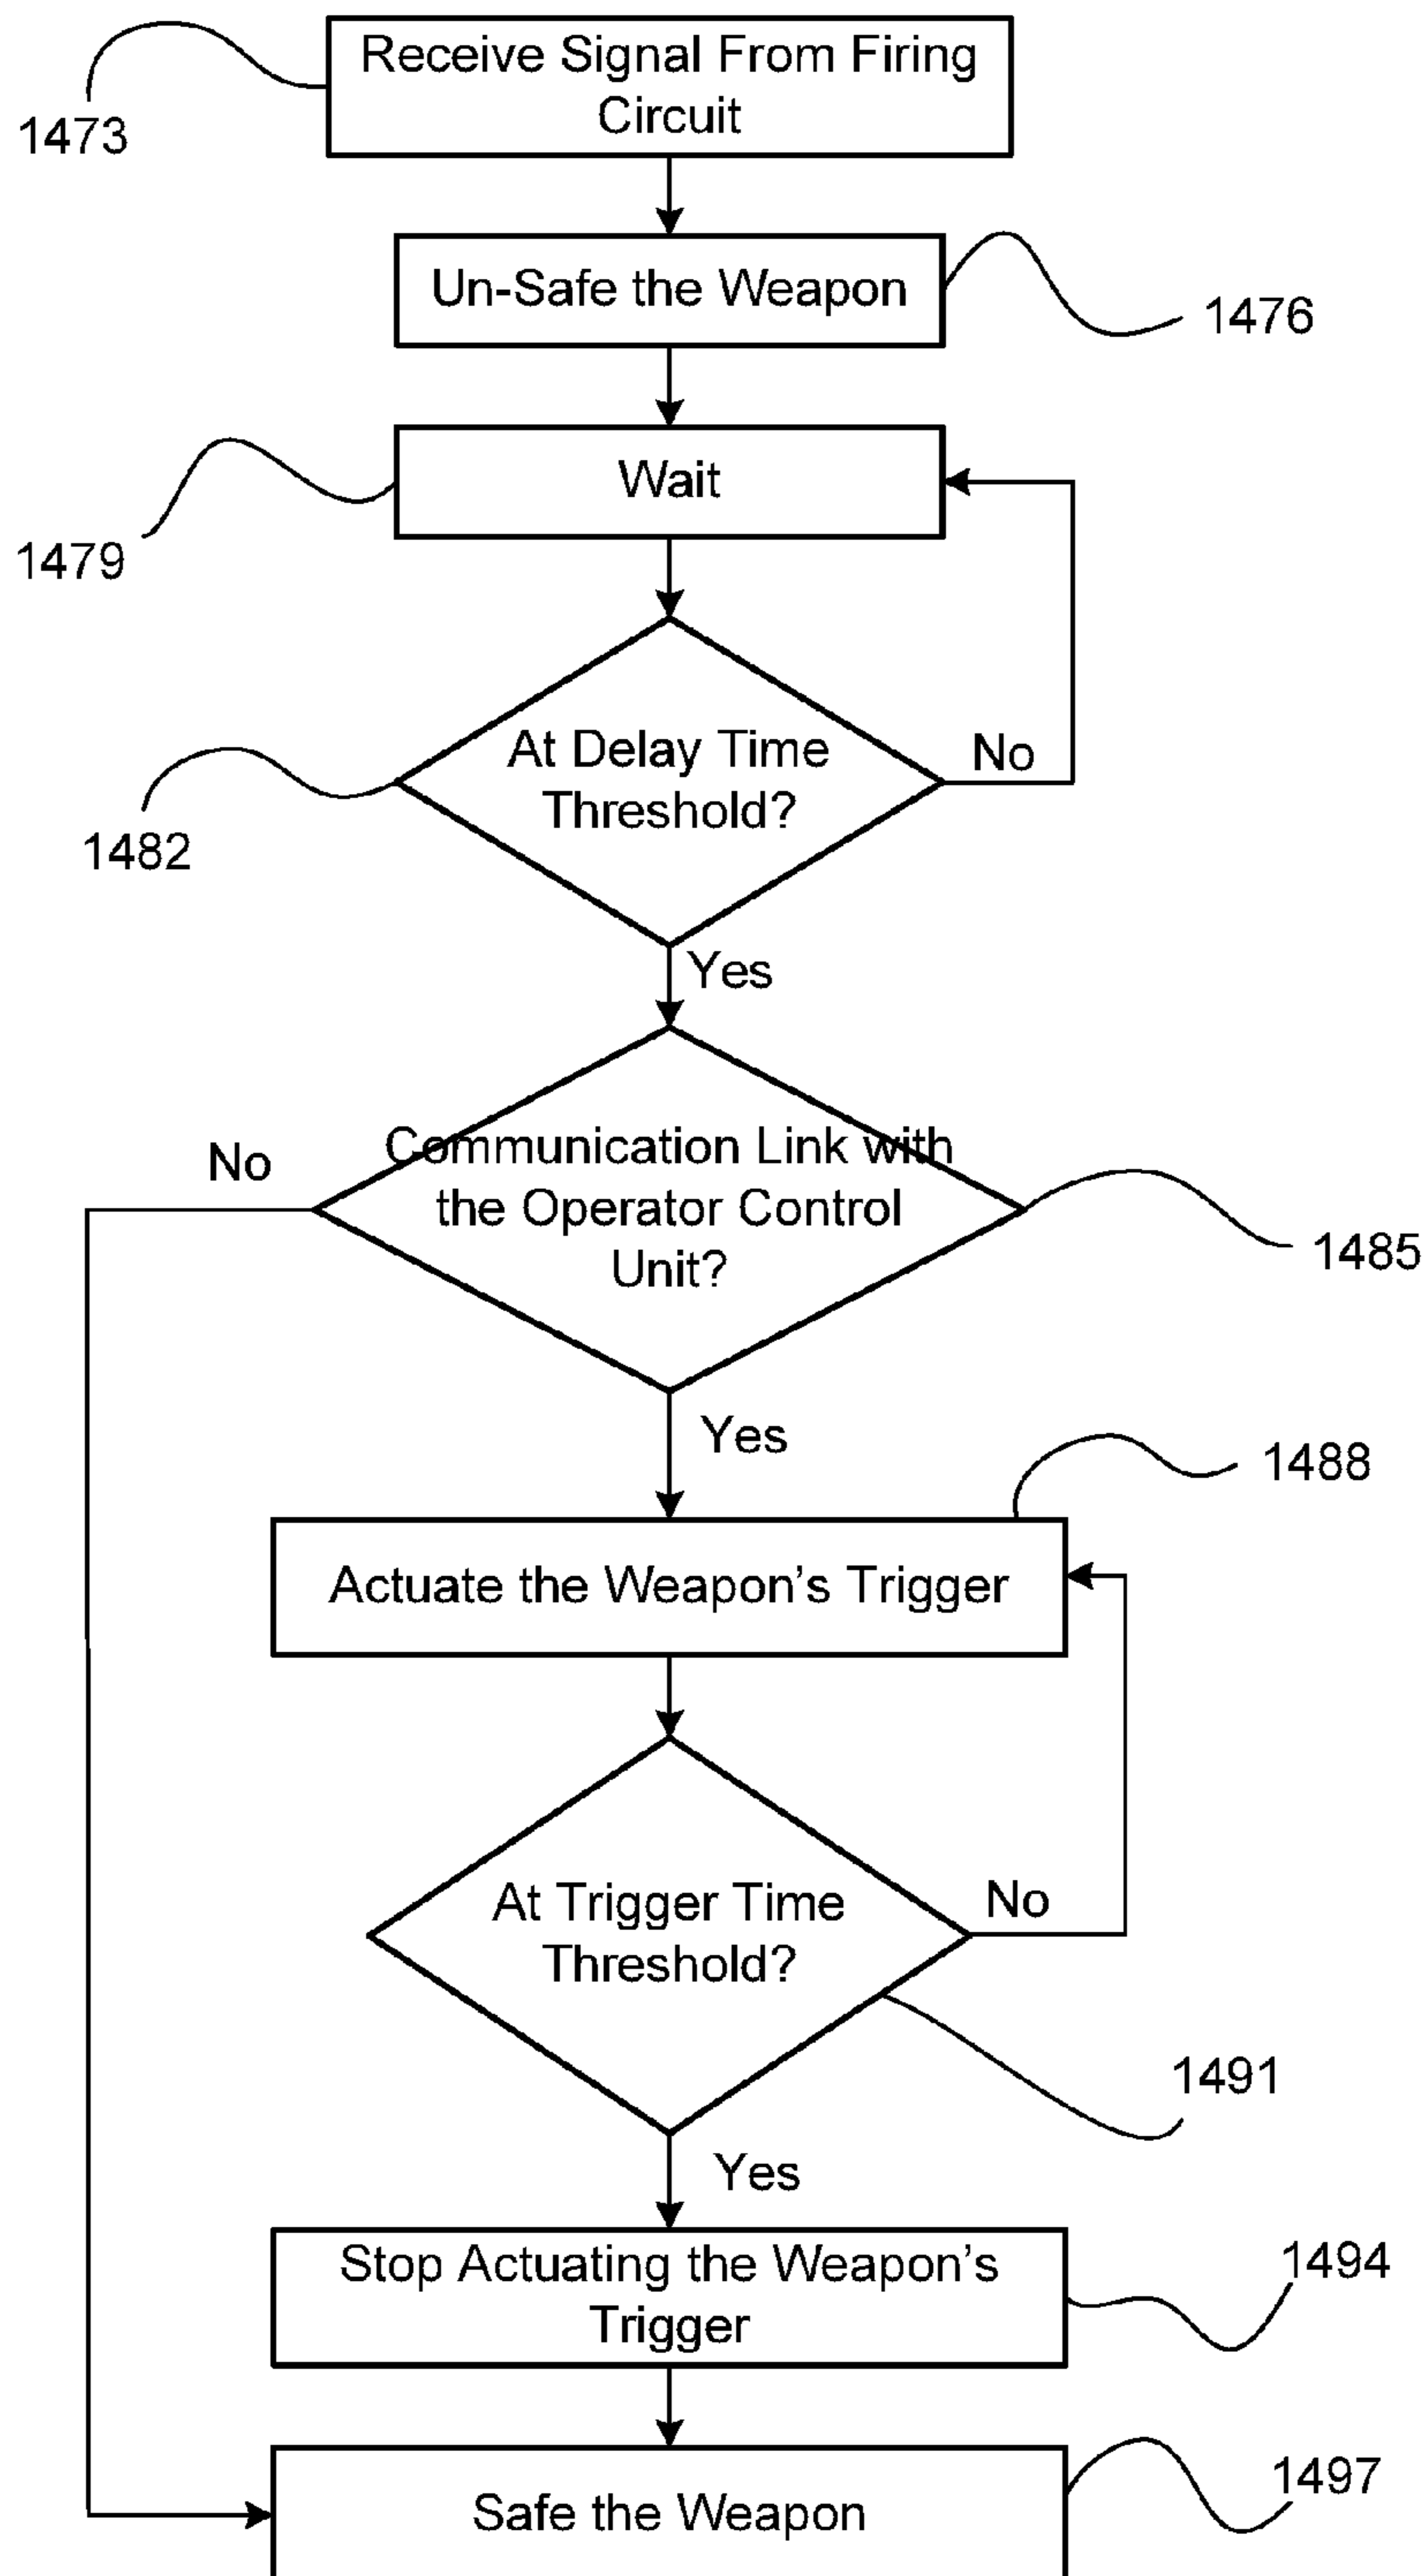 Receive Signal From Firing
Circuit
1473
Un-Safe the Weapon
1476
Wait
1479
At Delay Time
Threshold?
No
1482
Yes
Communication Link with
the Operator Control
Unit?
No
1485
Yes
1488
Actuate the Weapon's Trigger
At Trigger Time
Threshold?
No
1491
Yes
Stop Actuating the Weapon's
Trigger
1494
Safe the Weapon
1497